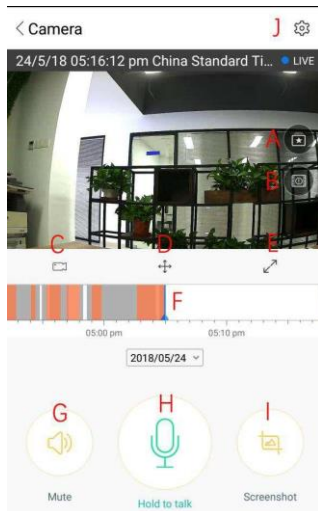 Camera
J
24/5/18 05:16:12 pm China Standard Ti... LIVE
A
B
C D E
F
05:00 pm 05:10 pm
2018/05/24
G H I
Mute Hold to talk Screenshot